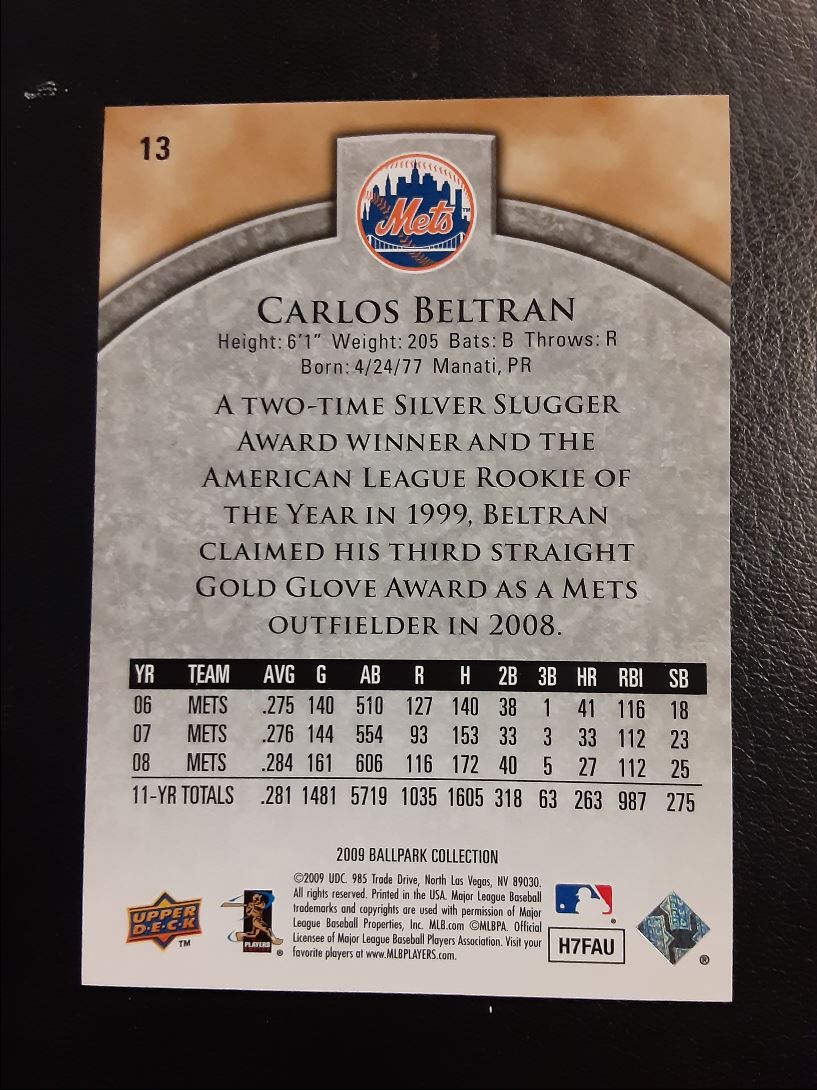 13
Mets
CARLOS BELTRAN
Height: 6'1" Weight: 205 Bats: B Throws: R
Born: 4/24/77 Manati, PR
A TWO-TIME SILVER SLUGGER
AWARD WINNER AND THE
AMERICAN LEAGUE ROOKIE OF
THE YEAR IN 1999, BELTRAN
CLAIMED HIS THIRD STRAIGHT
GOLD GLOVE AWARD AS A METS
OUTFIELDER IN 2008.
YR TEAM AVG G AB R H 2B 3B HR RBI SB
06 METS .275 140 510 127 140 38 1 41 116 18
07 METS .276 144 554 93 153 33 3 33 112 23
08 METS .284 161 606 116 172 40 5 27 112 25
11-YR TOTALS .281 1481 5719 1035 1605 318 63 263 987 275
2009 BALLPARK COLLECTION
©2009 UDC. 985 Trade Drive, North Las Vegas, NV 89030.
All rights reserved. Printed in the USA. Major League Baseball
trademarks and copyrights are used with permission of Major
League Baseball Properties, Inc. MLB.com ©MLBPA. Official
Licensee of Major League Baseball Players Association. Visit your
favorite players at www.MLBPLAYERS.com.
UPPER
D·E·C·K
™
PLAYERS
®
H7FAU
®